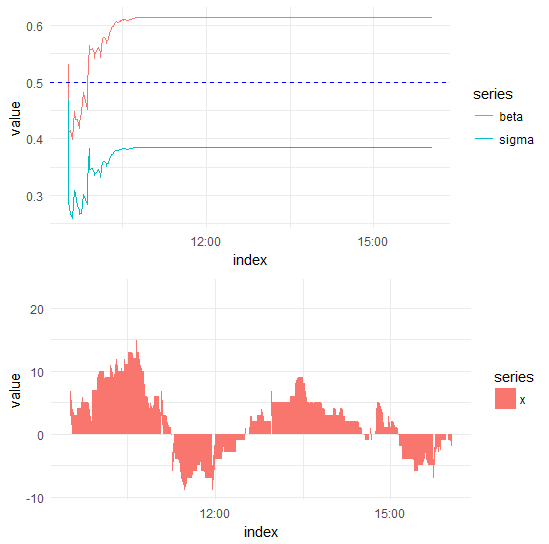 0.6
0.5
0.4
0.3
value
12:00
15:00
index
series
beta
sigma
20
10
0
-10
value
12:00
15:00
index
series
x